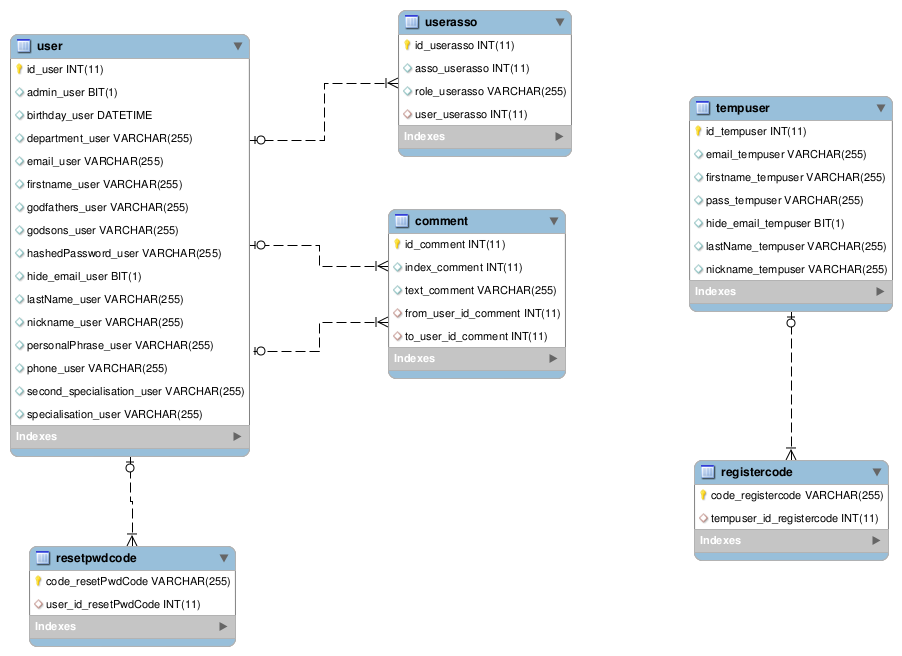 user
id_user INT(11)
admin_user BIT(1)
birthday_user DATETIME
department_user VARCHAR(255)
email_user VARCHAR(255)
firstname_user VARCHAR(255)
godfathers_user VARCHAR(255)
godsons_user VARCHAR(255)
hashedPassword_user VARCHAR(255)
hide_email_user BIT(1)
lastName_user VARCHAR(255)
nickname_user VARCHAR(255)
personalPhrase_user VARCHAR(255)
phone_user VARCHAR(255)
second_specialisation_user VARCHAR(255)
specialisation_user VARCHAR(255)
Indexes
userasso
id_userasso INT(11)
asso_userasso INT(11)
role_userasso VARCHAR(255)
user_userasso INT(11)
Indexes
comment
id_comment INT(11)
index_comment INT(11)
text_comment VARCHAR(255)
from_user_id_comment INT(11)
to_user_id_comment INT(11)
Indexes
tempuser
id_tempuser INT(11)
email_tempuser VARCHAR(255)
firstname_tempuser VARCHAR(255)
pass_tempuser VARCHAR(255)
hide_email_tempuser BIT(1)
lastName_tempuser VARCHAR(255)
nickname_tempuser VARCHAR(255)
Indexes
registercode
code_registercode VARCHAR(255)
tempuser_id_registercode INT(11)
Indexes
resetpwdcode
code_resetPwdCode VARCHAR(255)
user_id_resetPwdCode INT(11)
Indexes